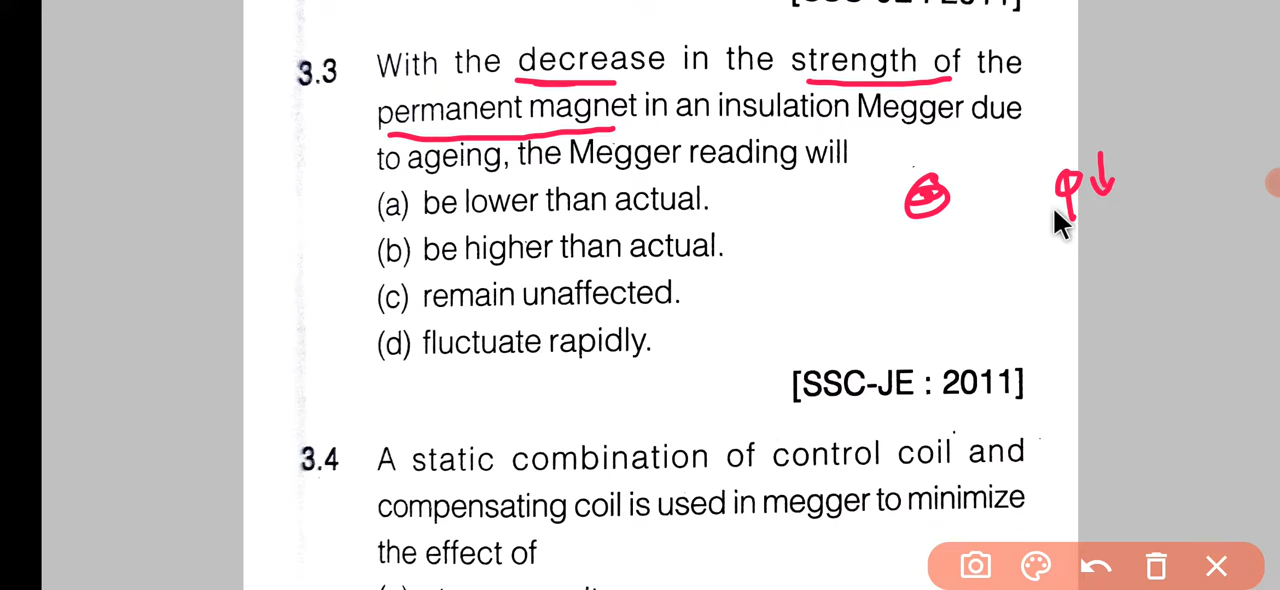 [SSC-JE : 2011]
3.3 With the decrease in the strength of the
permanent magnet in an insulation Megger due
to ageing, the Megger reading will
(a) be lower than actual.
(b) be higher than actual.
(c) remain unaffected.
(d) fluctuate rapidly.
φ↓
[SSC-JE : 2011]
3.4 A static combination of control coil and
compensating coil is used in megger to minimize
the effect of